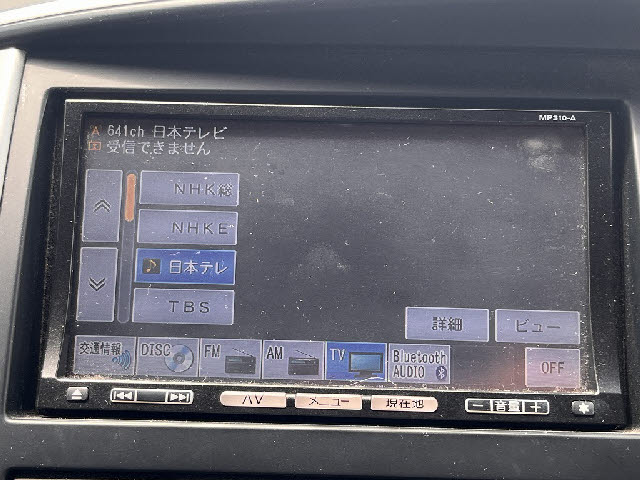 MP310-A
641ch 日本テレビ
受信できません
NHK総
NHKE
日本テレ
TBS
詳細
ビュー
交通情報
DISC
FM
AM
TV
Bluetooth
AUDIO
OFF
AV
メニュー
現在地
− 音量 +